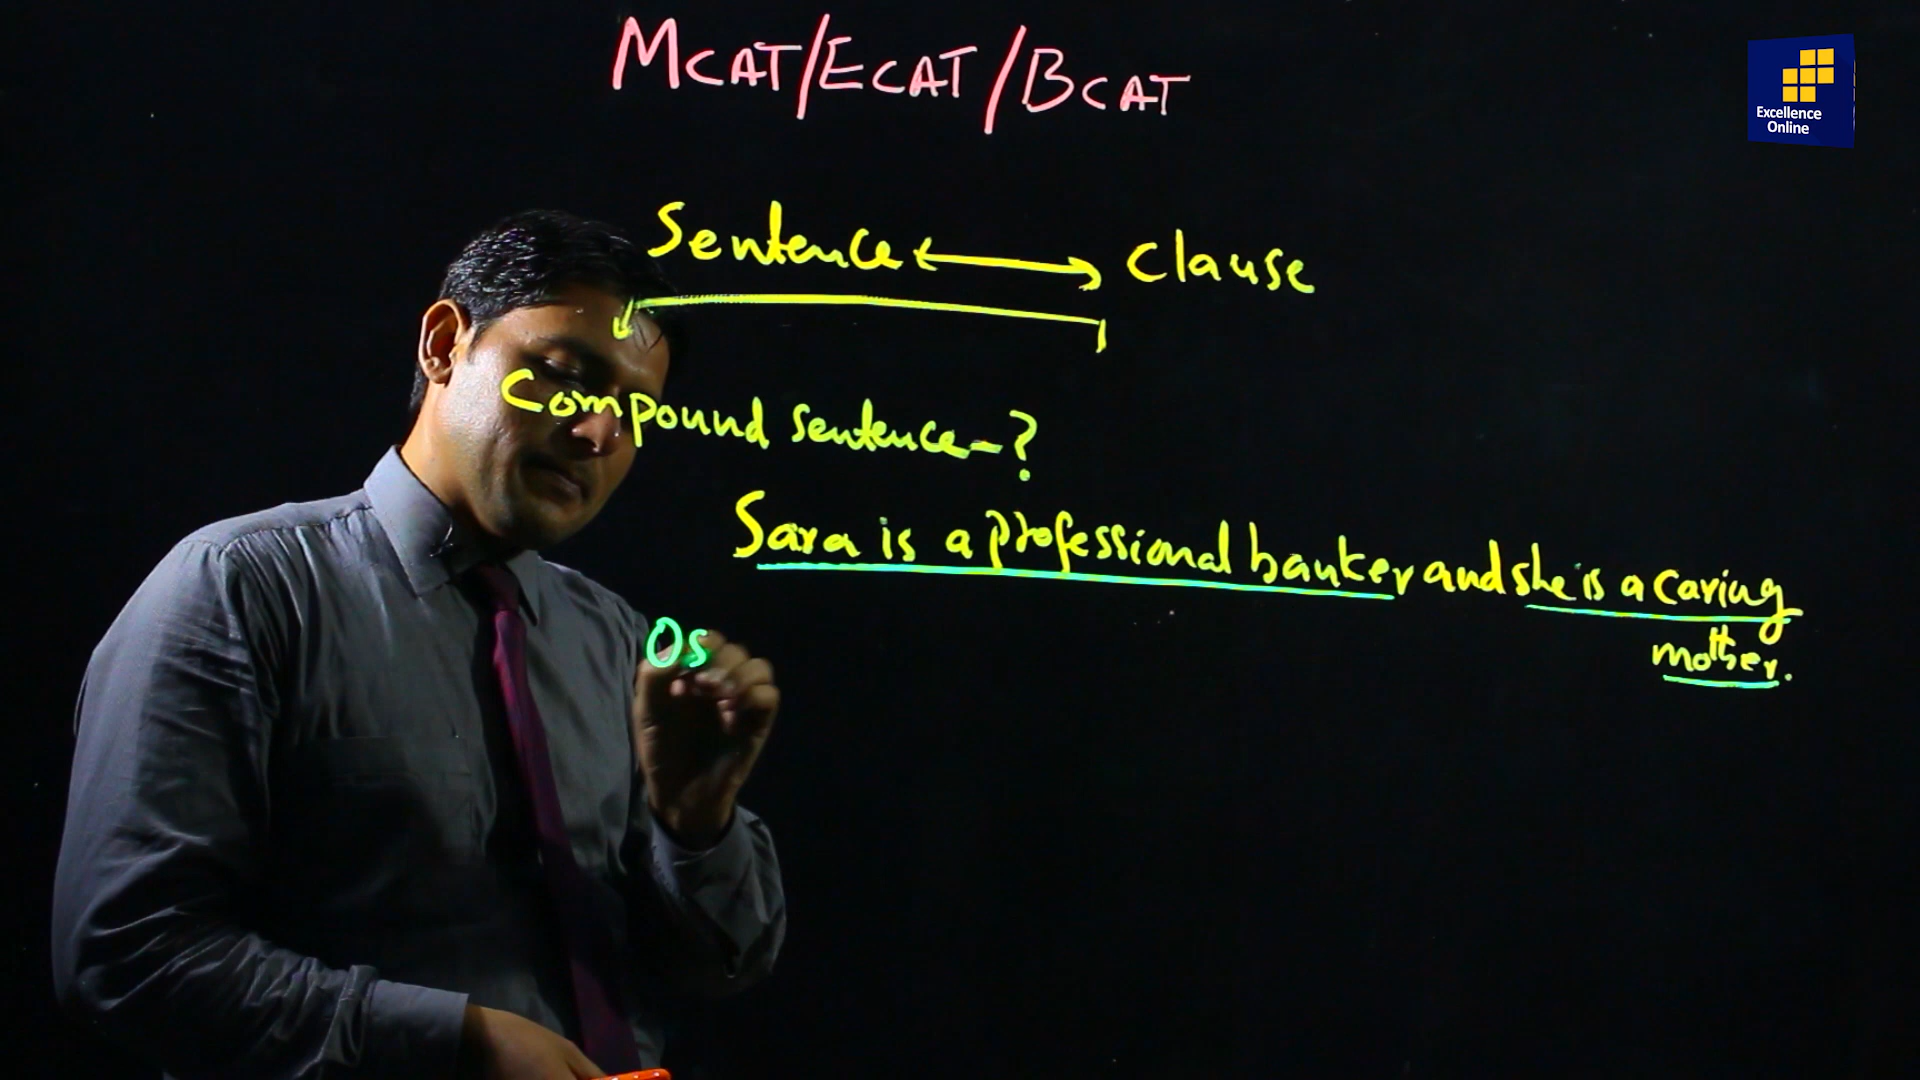 MCAT/ECAT/BCAT
Excellence
Online
Sentence clause
Compound sentence-?
Sara is a professional banker and she is a caring
mother.
Os